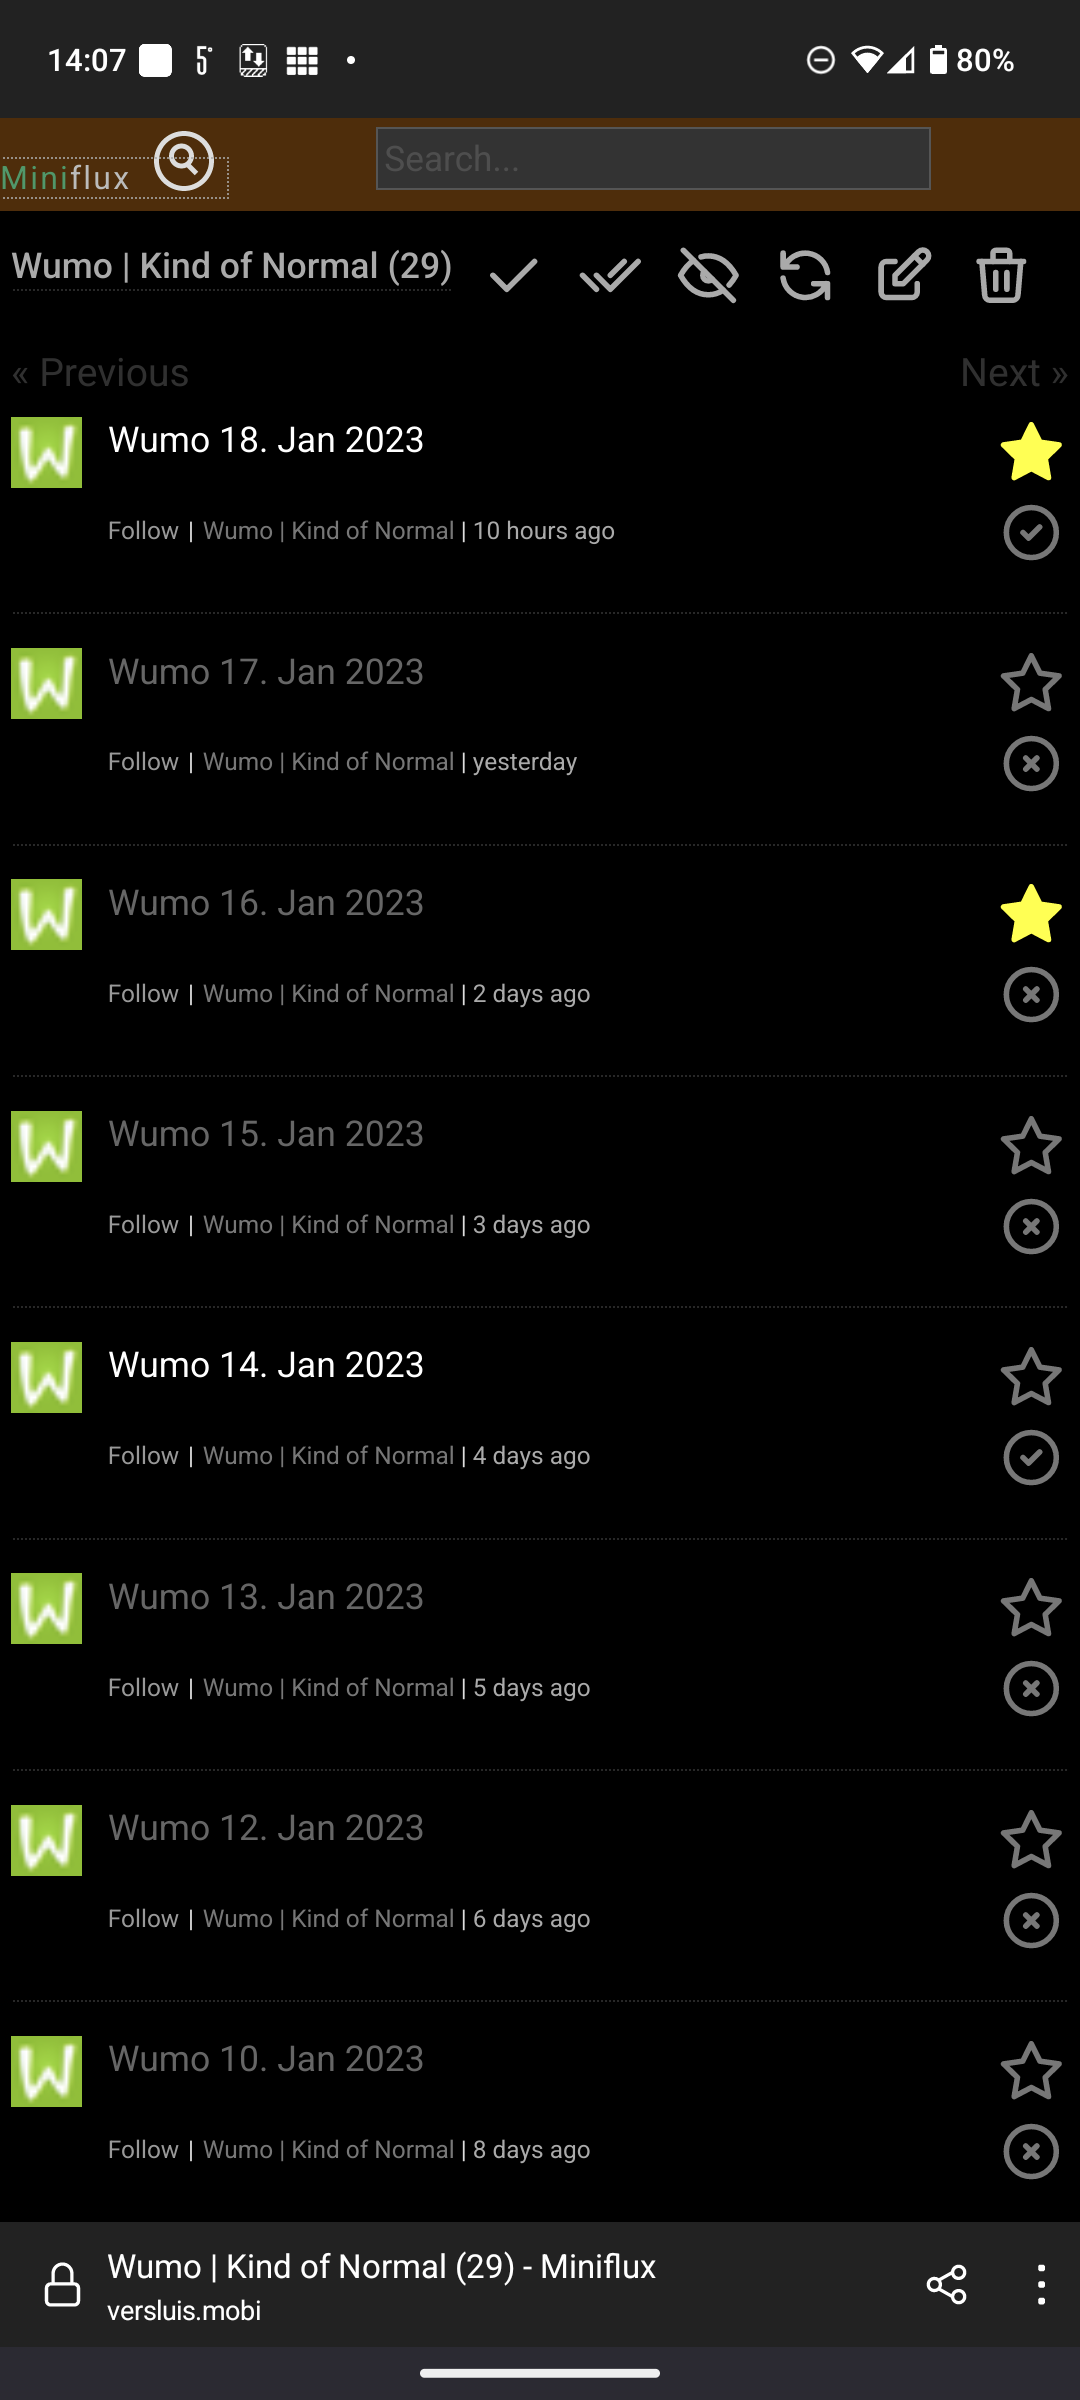 14:07 5° 80%
Miniflux Search...
Wumo | Kind of Normal (29)
« Previous Next »
Wumo 18. Jan 2023
Follow | Wumo | Kind of Normal | 10 hours ago
Wumo 17. Jan 2023
Follow | Wumo | Kind of Normal | yesterday
Wumo 16. Jan 2023
Follow | Wumo | Kind of Normal | 2 days ago
Wumo 15. Jan 2023
Follow | Wumo | Kind of Normal | 3 days ago
Wumo 14. Jan 2023
Follow | Wumo | Kind of Normal | 4 days ago
Wumo 13. Jan 2023
Follow | Wumo | Kind of Normal | 5 days ago
Wumo 12. Jan 2023
Follow | Wumo | Kind of Normal | 6 days ago
Wumo 10. Jan 2023
Follow | Wumo | Kind of Normal | 8 days ago
Wumo | Kind of Normal (29) - Miniflux
versluis.mobi